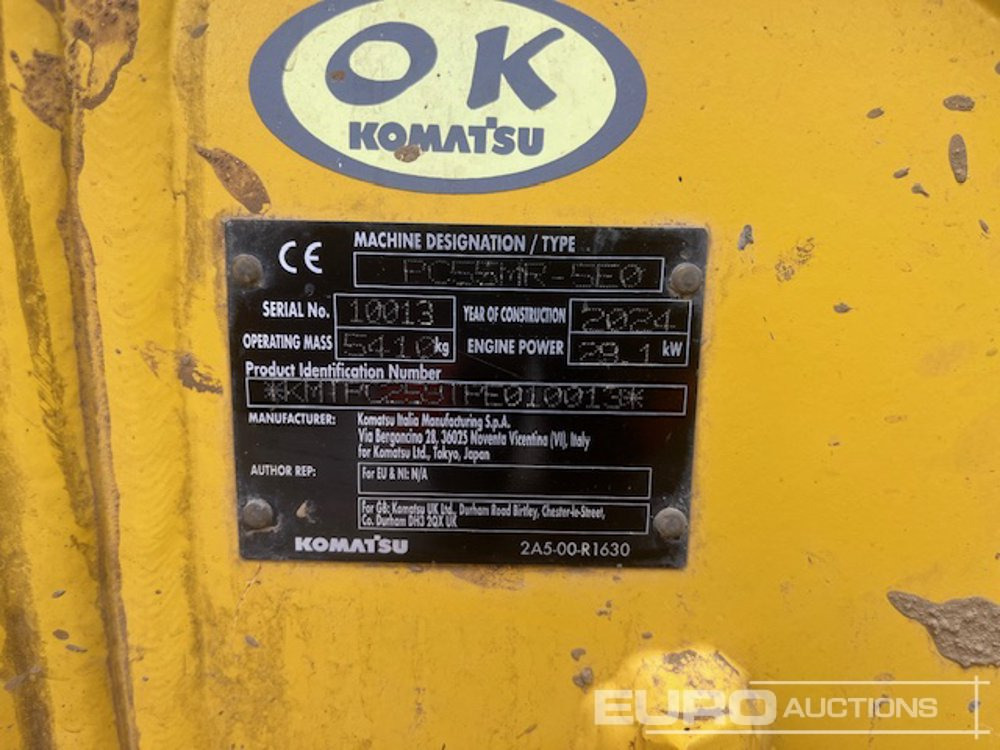 OK
KOMATSU
CE
MACHINE DESIGNATION / TYPE
PC55MR-5E0
SERIAL No. 10013
YEAR OF CONSTRUCTION 2024
OPERATING MASS 5410 kg
ENGINE POWER 29.1 kW
Product Identification Number
MANUFACTURER: Komatsu Italia Manufacturing S.p.A.
Via Bergoncino 28, 36025 Noventa Vicentina (VI), Italy
for Komatsu Ltd., Tokyo, Japan
AUTHOR REP: For EU & NI: N/A
For GB: Komatsu UK Ltd., Durham Road Birtley, Chester-le-Street,
Co. Durham DH3 2QX UK
KOMATSU 2A5-00-R1630
EURO AUCTIONS